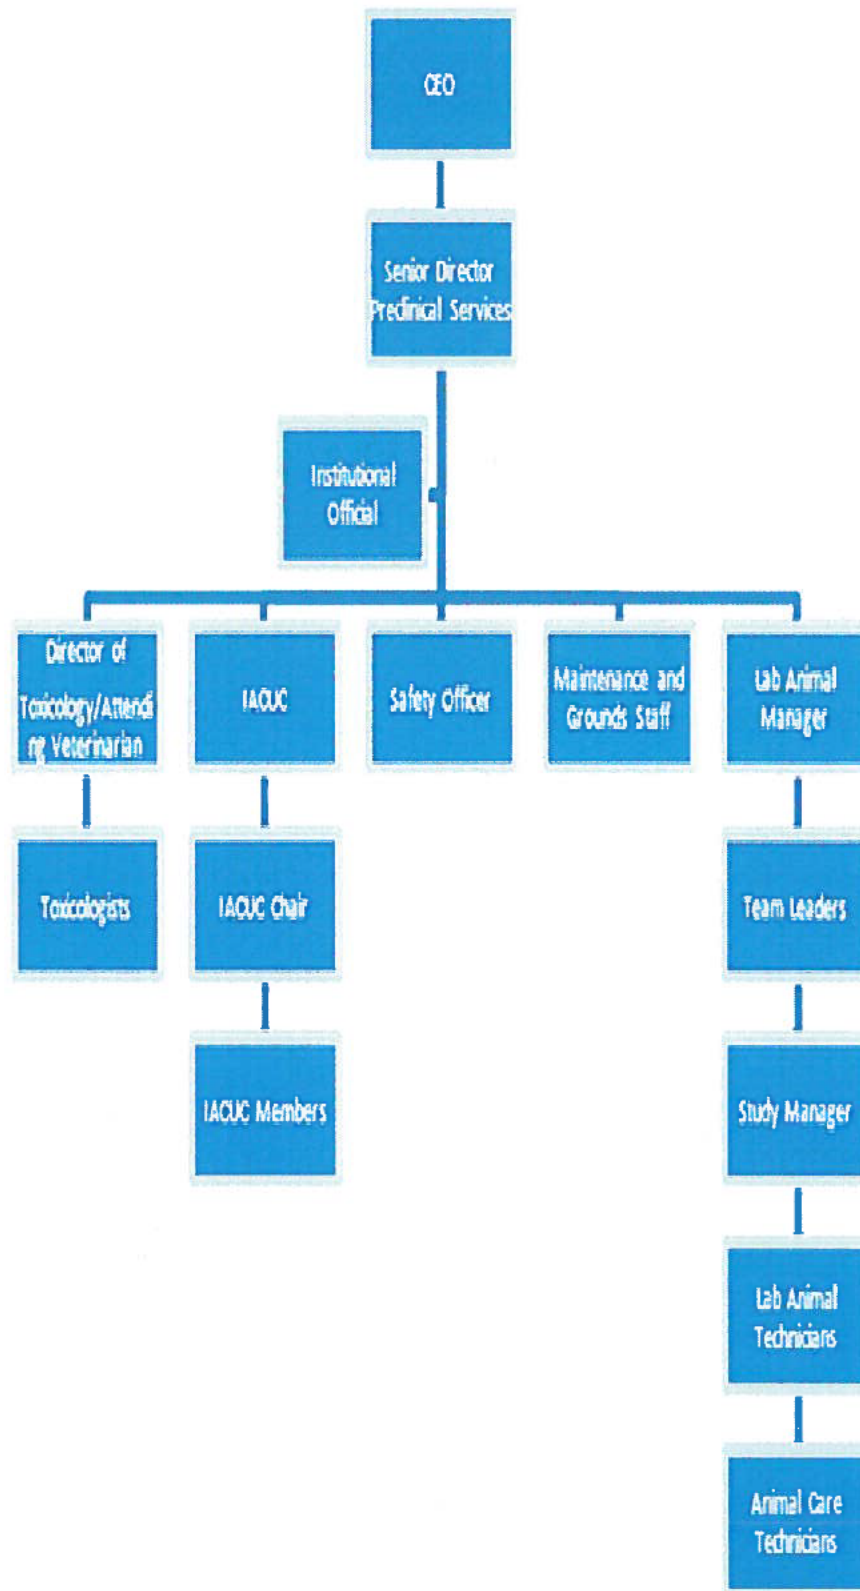 CEO
Senior Director
Preclinical Services
Institutional
Official
Director of
Toxicology/Attendi
ng Veterinarian
IACUC
Safety Officer
Maintenance and
Grounds Staff
Lab Animal
Manager
Toxicologists
IACUC Chair
Team Leaders
IACUC Members
Study Manager
Lab Animal
Technicians
Animal Care
Technicians